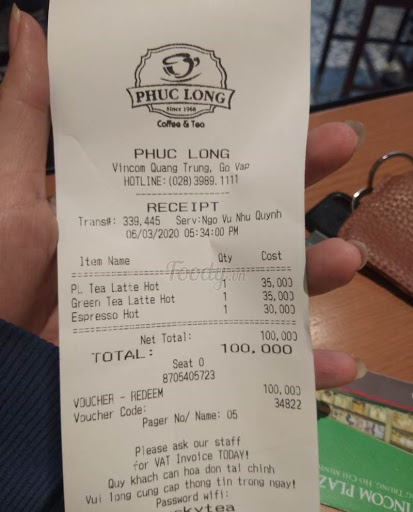 PHUC LONG
Since 1968
Coffee & Tea
PHUC LONG
Vincom Quang Trung, Go Vap
HOTLINE: (028)3989.1111
RECEIPT
Trans#: 339,445 Serv:Ngo Vu Nhu Quynh
06/03/2020 05:34:00 PM
Item Name Qty Cost
PL Tea Latte Hot 1 35,000
Green Tea Latte Hot 1 35,000
Espresso Hot 1 30,000
Foody.vn
Net Total: 100,000
TOTAL: 100,000
Seat 0
8705405723
VOUCHER - REDEEM 100,000
Voucher Code: 34822
Pager No/ Name: 05
Please ask our staff
for VAT Invoice TODAY!
Quy khach can hoa don tai chinh
Vui long cung cap thong tin trong ngay!
Password wifi:
INCOM PLAZ